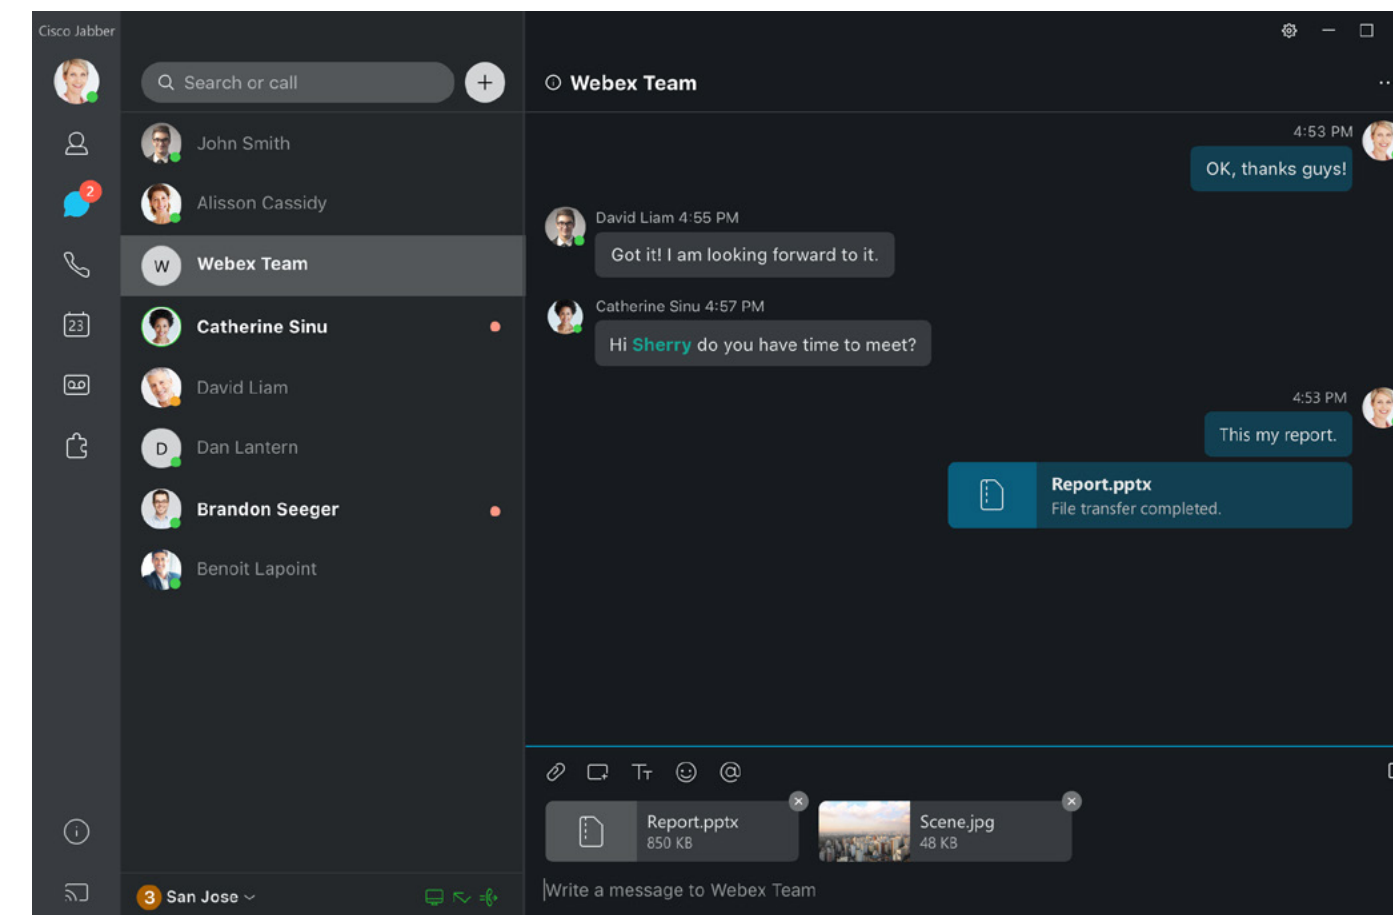 Cisco Jabber
Search or call
+
John Smith
Alisson Cassidy
W
Webex Team
Catherine Sinu
David Liam
D
Dan Lantern
Brandon Seeger
Benoit Lapoint
2
23
3 San Jose
Webex Team
4:53 PM
OK, thanks guys!
David Liam 4:55 PM
Got it! I am looking forward to it.
Catherine Sinu 4:57 PM
Hi Sherry do you have time to meet?
4:53 PM
This my report.
Report.pptx
File transfer completed.
Report.pptx
850 KB
Scene.jpg
48 KB
Write a message to Webex Team